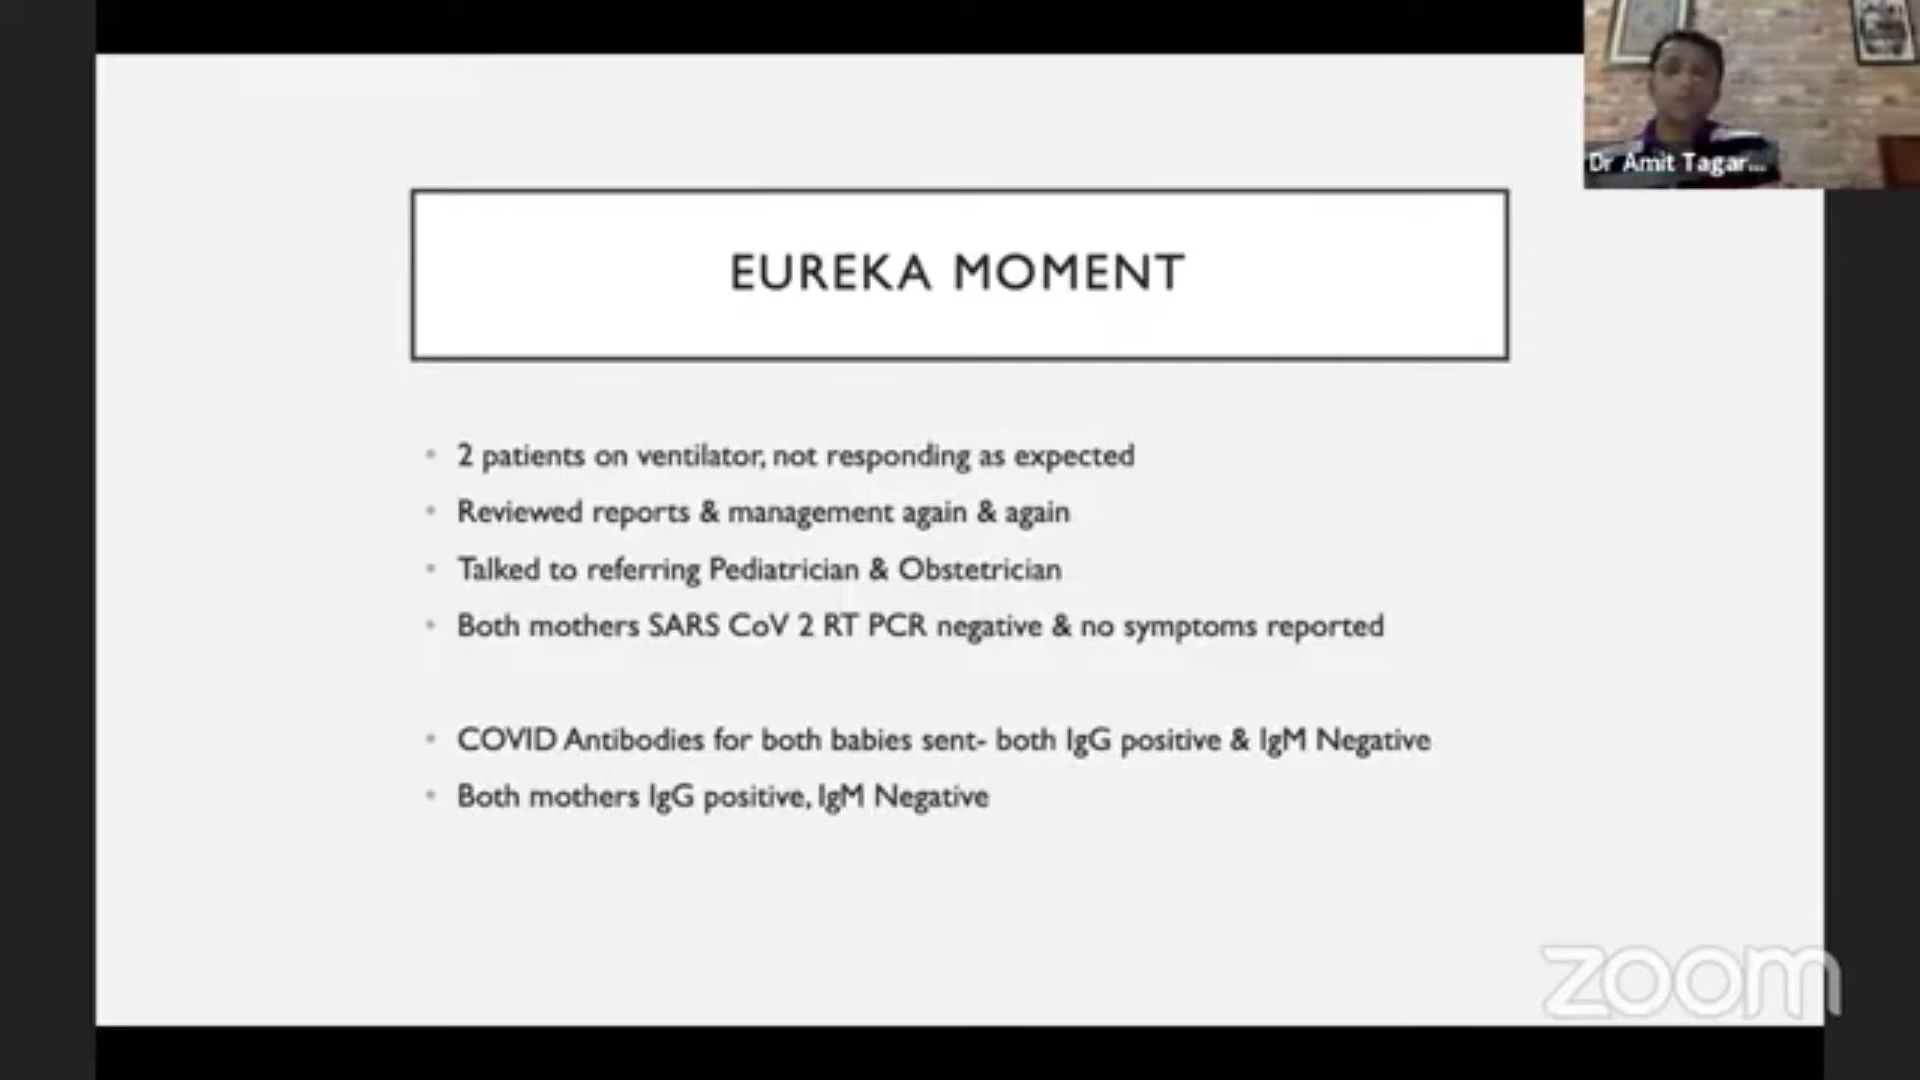 Dr Amit Tagar...
EUREKA MOMENT
• 2 patients on ventilator, not responding as expected
• Reviewed reports & management again & again
• Talked to referring Pediatrician & Obstetrician
• Both mothers SARS CoV 2 RT PCR negative & no symptoms reported
• COVID Antibodies for both babies sent- both IgG positive & IgM Negative
• Both mothers IgG positive, IgM Negative
zoom